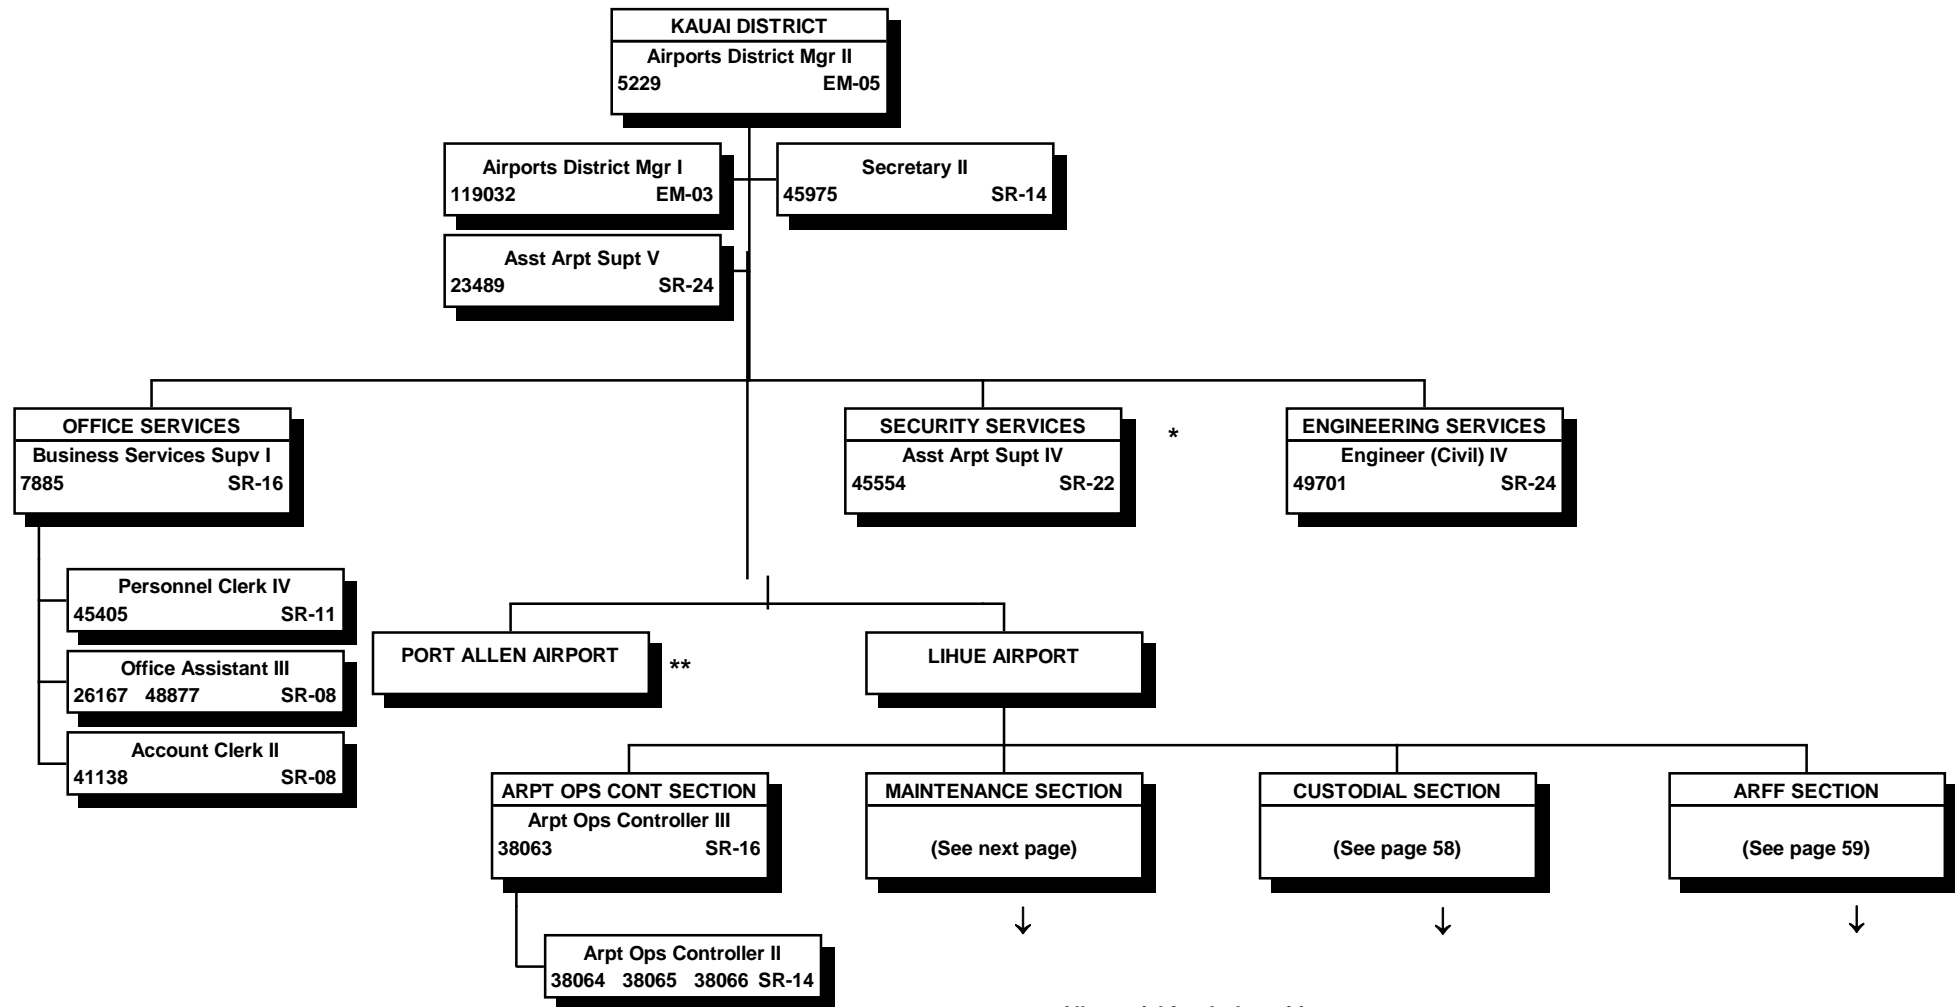 KAUAI DISTRICT
Airports District Mgr II
5229 EM-05
Airports District Mgr I
119032 EM-03
Secretary II
45975 SR-14
Asst Arpt Supt V
23489 SR-24
OFFICE SERVICES
Business Services Supv I
7885 SR-16
SECURITY SERVICES
Asst Arpt Supt IV
45554 SR-22
*
ENGINEERING SERVICES
Engineer (Civil) IV
49701 SR-24
Personnel Clerk IV
45405 SR-11
Office Assistant III
26167 48877 SR-08
Account Clerk II
41138 SR-08
PORT ALLEN AIRPORT
**
LIHUE AIRPORT
ARPT OPS CONT SECTION
Arpt Ops Controller III
38063 SR-16
MAINTENANCE SECTION
(See next page)
CUSTODIAL SECTION
(See page 58)
ARFF SECTION
(See page 59)
Arpt Ops Controller II
38064 38065 38066 SR-14